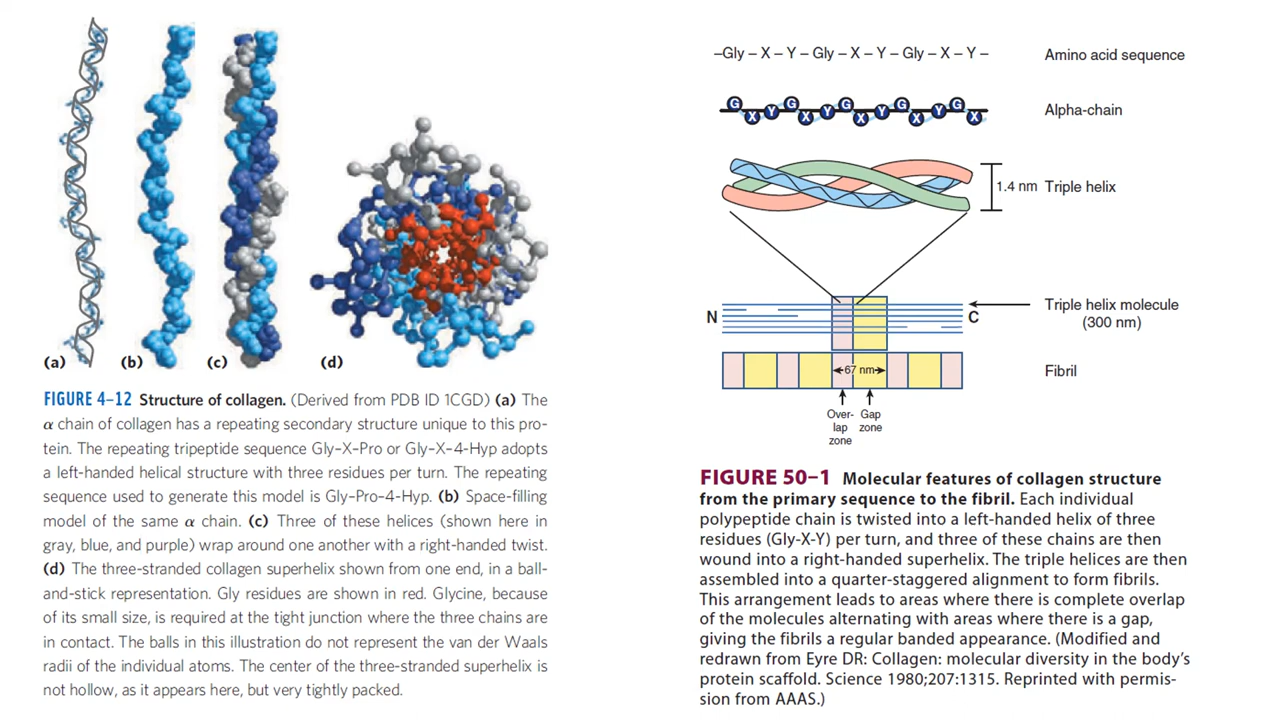 (a)
(b)
(c)
(d)
FIGURE 4–12 Structure of collagen. (Derived from PDB ID 1CGD) (a) The
α chain of collagen has a repeating secondary structure unique to this pro-
tein. The repeating tripeptide sequence Gly–X–Pro or Gly–X–4-Hyp adopts
a left-handed helical structure with three residues per turn. The repeating
sequence used to generate this model is Gly–Pro–4-Hyp. (b) Space-filling
model of the same α chain. (c) Three of these helices (shown here in
gray, blue, and purple) wrap around one another with a right-handed twist.
(d) The three-stranded collagen superhelix shown from one end, in a ball-
and-stick representation. Gly residues are shown in red. Glycine, because
of its small size, is required at the tight junction where the three chains are
in contact. The balls in this illustration do not represent the van der Waals
radii of the individual atoms. The center of the three-stranded superhelix is
not hollow, as it appears here, but very tightly packed.
–Gly – X – Y – Gly – X – Y – Gly – X – Y –
Amino acid sequence
G X Y G X Y G X Y G X Y G X
Alpha-chain
1.4 nm
Triple helix
N
C
Triple helix molecule
(300 nm)
67 nm
Fibril
Over-
lap
zone
Gap
zone
FIGURE 50–1 Molecular features of collagen structure
from the primary sequence to the fibril. Each individual
polypeptide chain is twisted into a left-handed helix of three
residues (Gly-X-Y) per turn, and three of these chains are then
wound into a right-handed superhelix. The triple helices are then
assembled into a quarter-staggered alignment to form fibrils.
This arrangement leads to areas where there is complete overlap
of the molecules alternating with areas where there is a gap,
giving the fibrils a regular banded appearance. (Modified and
redrawn from Eyre DR: Collagen: molecular diversity in the body's
protein scaffold. Science 1980;207:1315. Reprinted with permis-
sion from AAAS.)